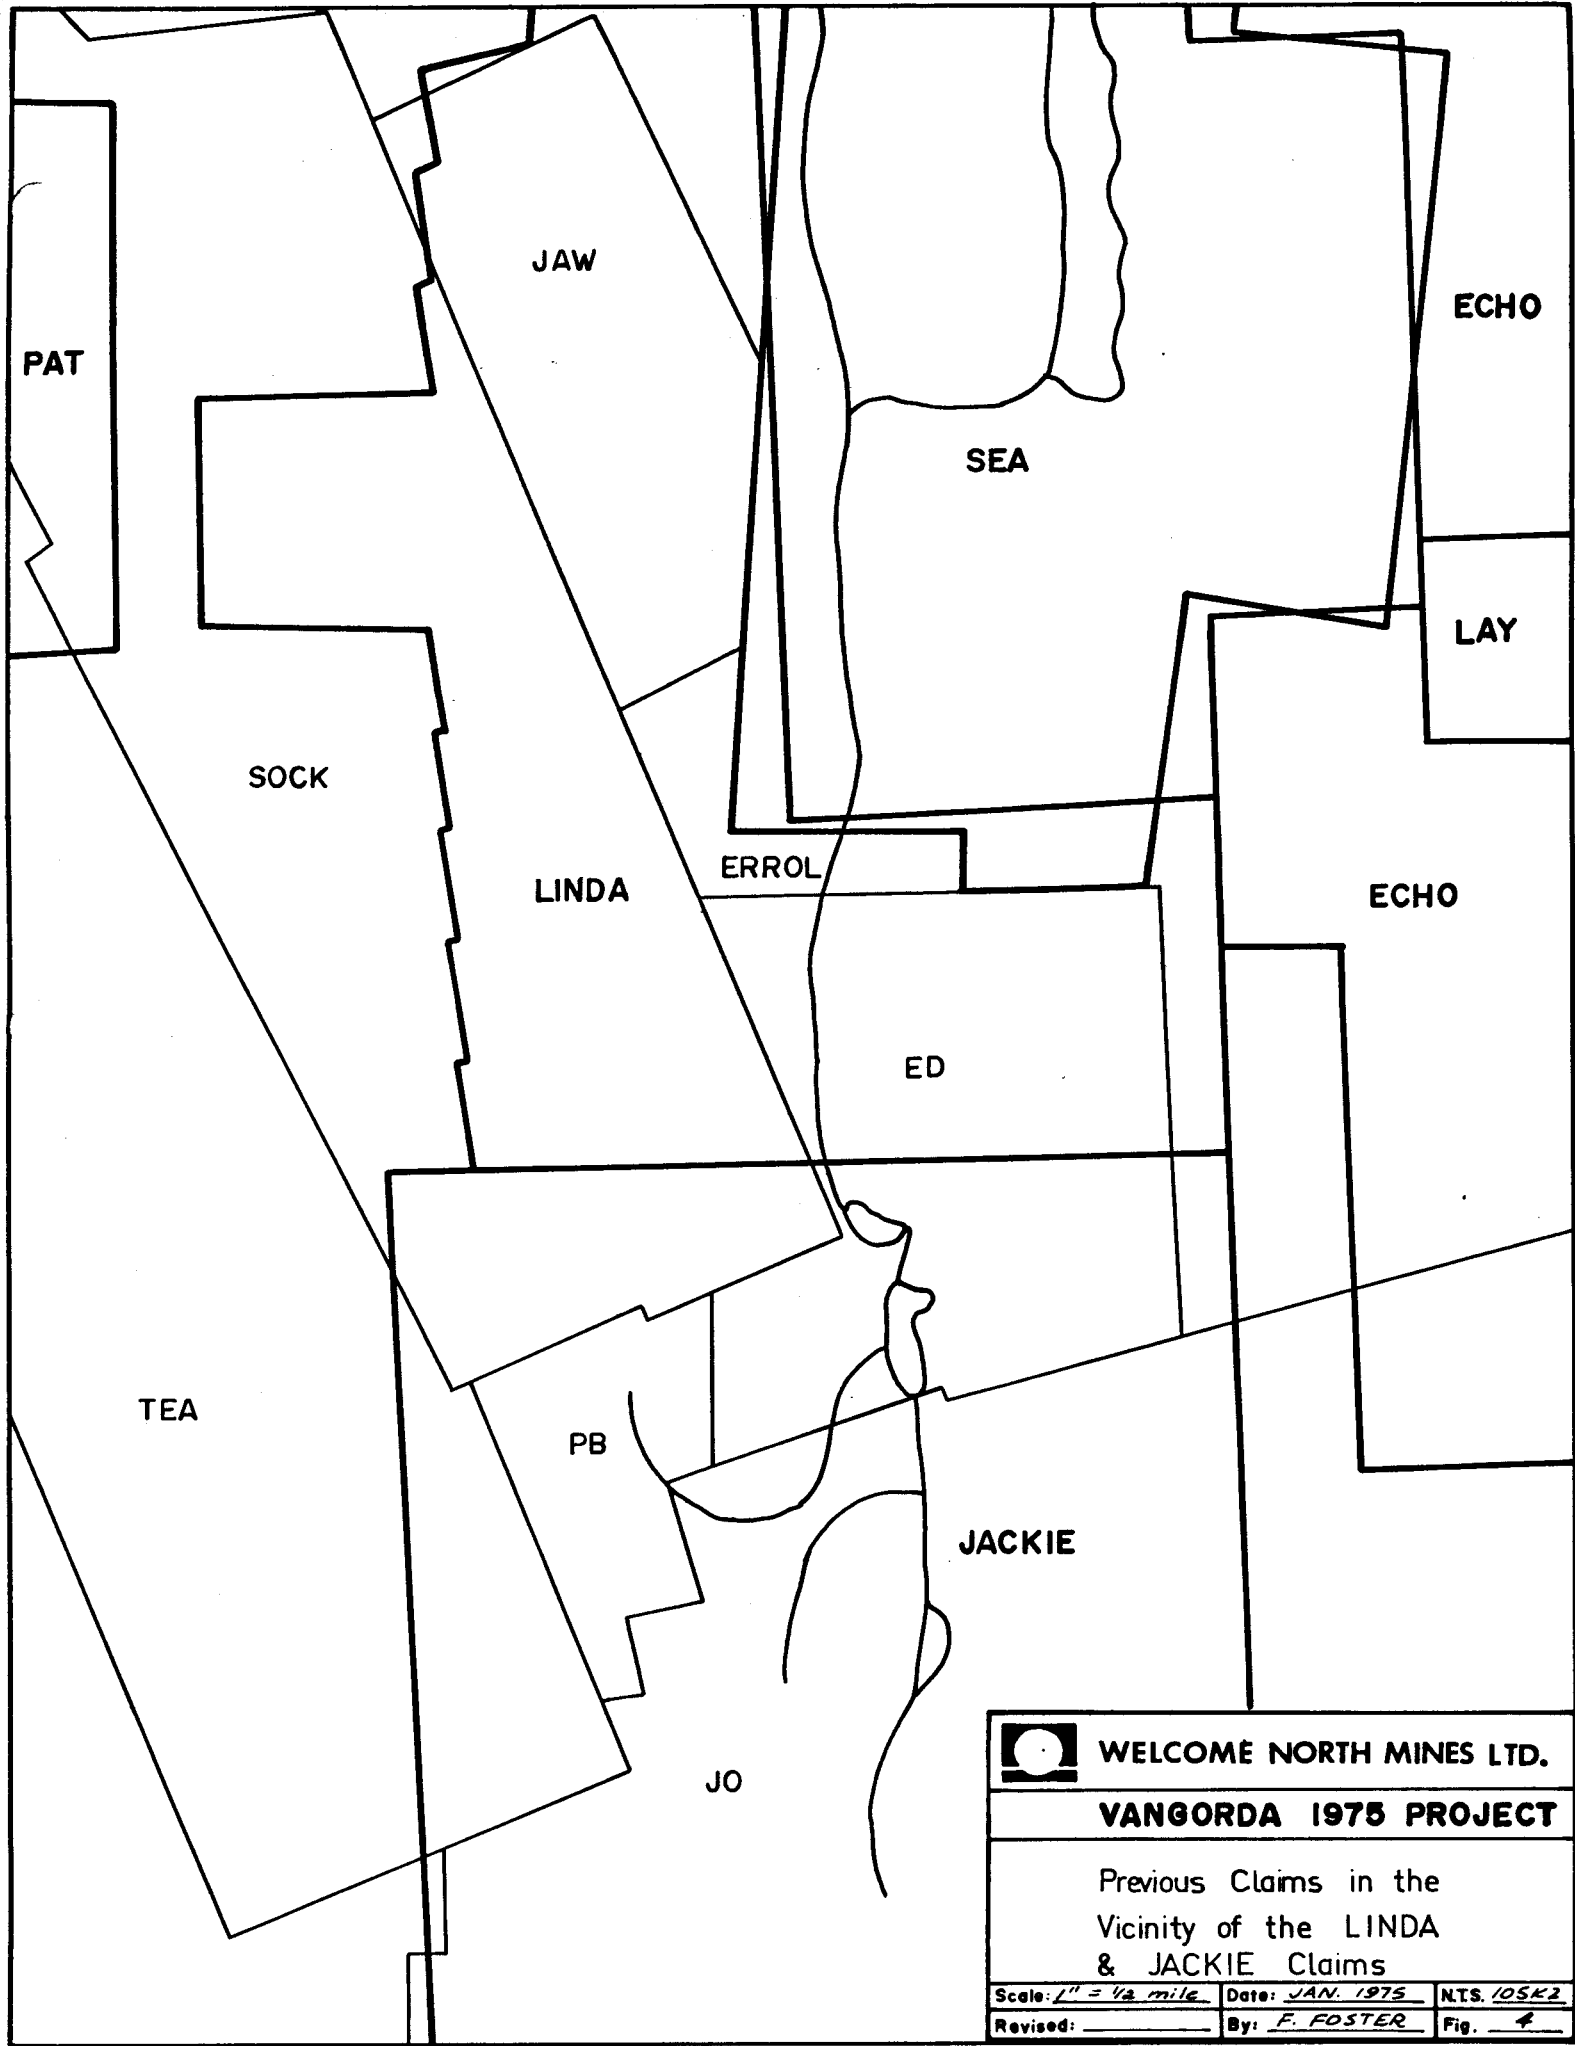 JAW
ECHO
PAT
SEA
LAY
SOCK
ERROL
LINDA
ECHO
ED
TEA
PB
JACKIE
JO
WELCOME NORTH MINES LTD.
VANGORDA 1975 PROJECT
Previous Claims in the
Vicinity of the LINDA
& JACKIE Claims
Scale: 1" = 1/2 mile Date: JAN. 1975 N.T.S. 105K2
Revised: By: F. FOSTER Fig. 4